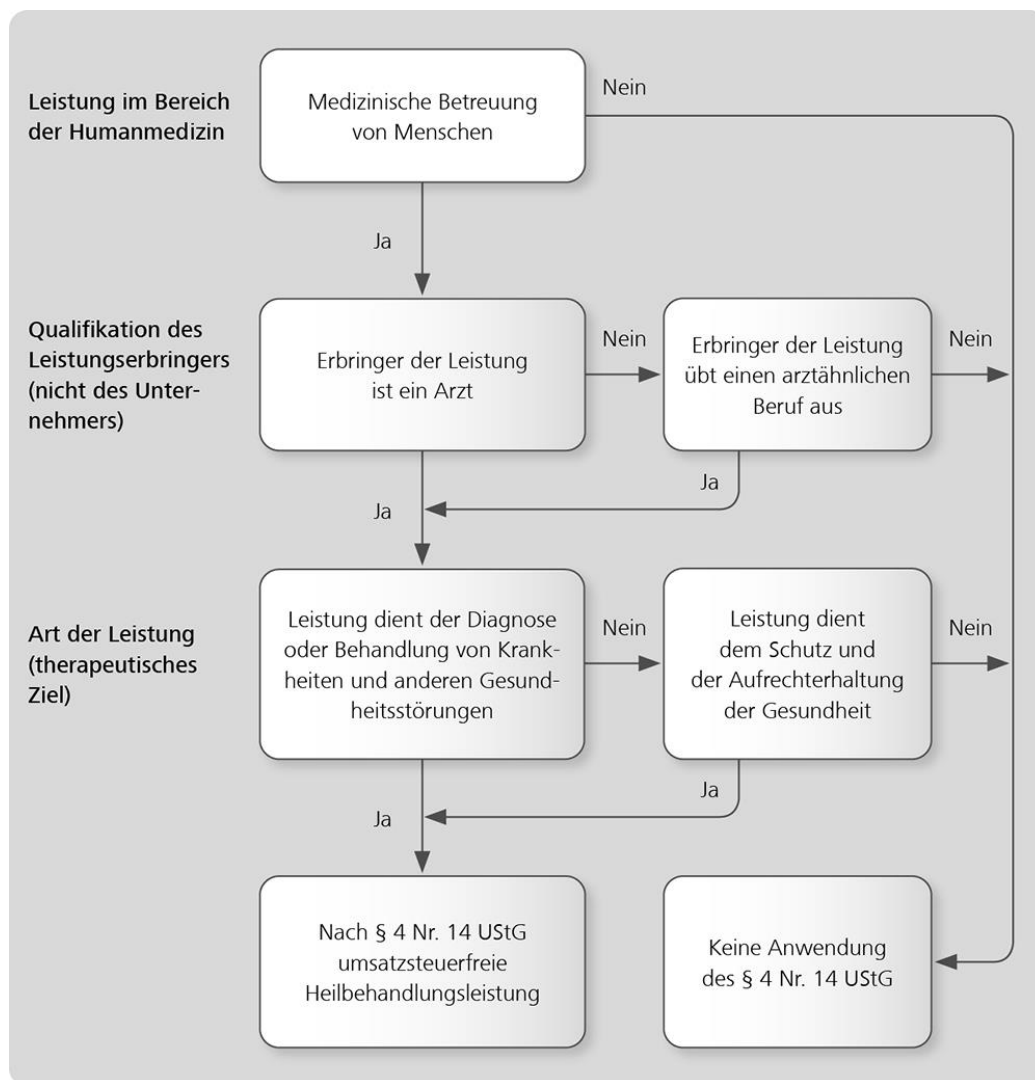 Leistung im Bereich
der Humanmedizin
Medizinische Betreuung
von Menschen
Nein
Ja
Qualifikation des
Leistungserbringers
(nicht des Unter-
nehmers)
Erbringer der Leistung
ist ein Arzt
Nein
Erbringer der Leistung
übt einen arztähnlichen
Beruf aus
Nein
Ja
Ja
Art der Leistung
(therapeutisches
Ziel)
Leistung dient der Diagnose
oder Behandlung von Krank-
heiten und anderen Gesund-
heitsstörungen
Nein
Leistung dient
dem Schutz und
der Aufrechterhaltung
der Gesundheit
Nein
Ja
Ja
Nach § 4 Nr. 14 UStG
umsatzsteuerfreie
Heilbehandlungsleistung
Keine Anwendung
des § 4 Nr. 14 UStG